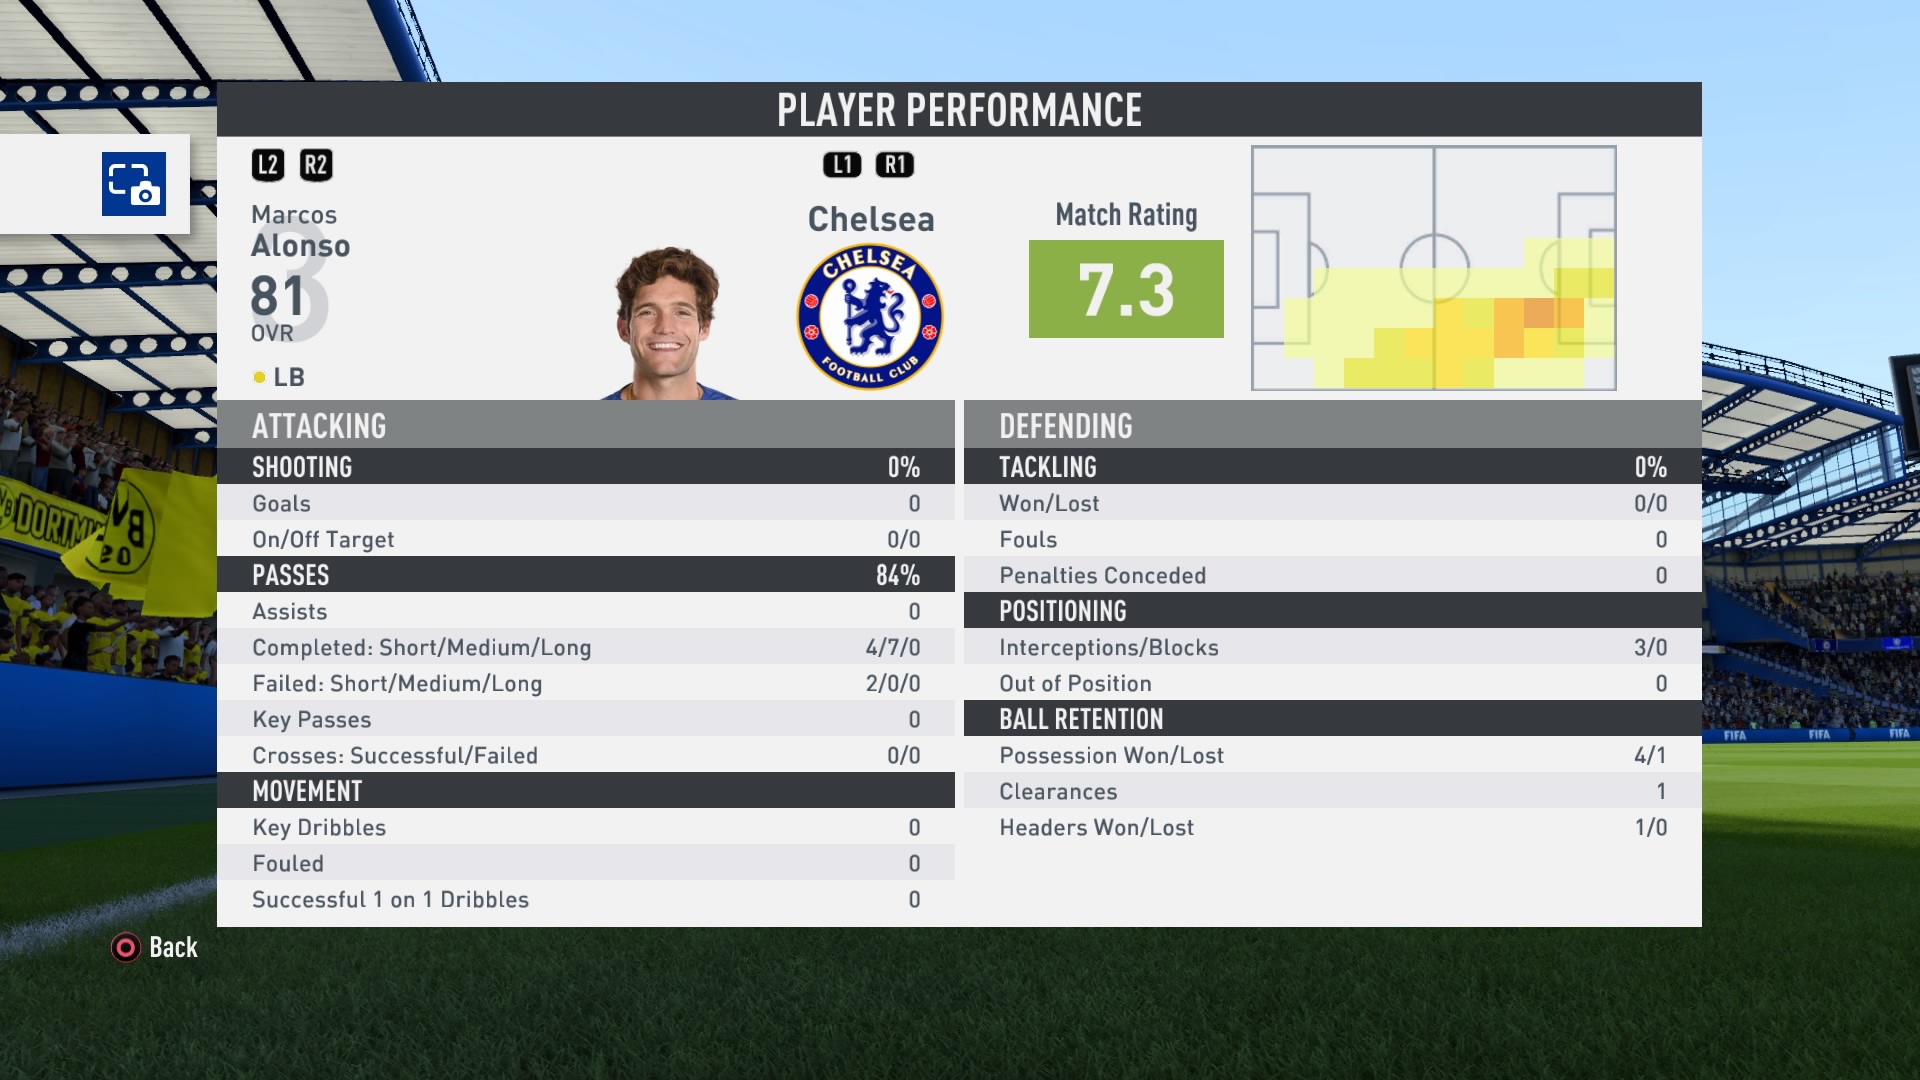 PLAYER PERFORMANCE
L2 R2
L1 R1
Marcos
Alonso
3
81
OVR
LB
Chelsea
CHELSEA
FOOTBALL CLUB
Match Rating
7.3
ATTACKING
SHOOTING 0%
Goals 0
On/Off Target 0/0
PASSES 84%
Assists 0
Completed: Short/Medium/Long 4/7/0
Failed: Short/Medium/Long 2/0/0
Key Passes 0
Crosses: Successful/Failed 0/0
MOVEMENT
Key Dribbles 0
Fouled 0
Successful 1 on 1 Dribbles 0
DEFENDING
TACKLING 0%
Won/Lost 0/0
Fouls 0
Penalties Conceded 0
POSITIONING
Interceptions/Blocks 3/0
Out of Position 0
BALL RETENTION
Possession Won/Lost 4/1
Clearances 1
Headers Won/Lost 1/0
FIFA FIFA FIFA
Back